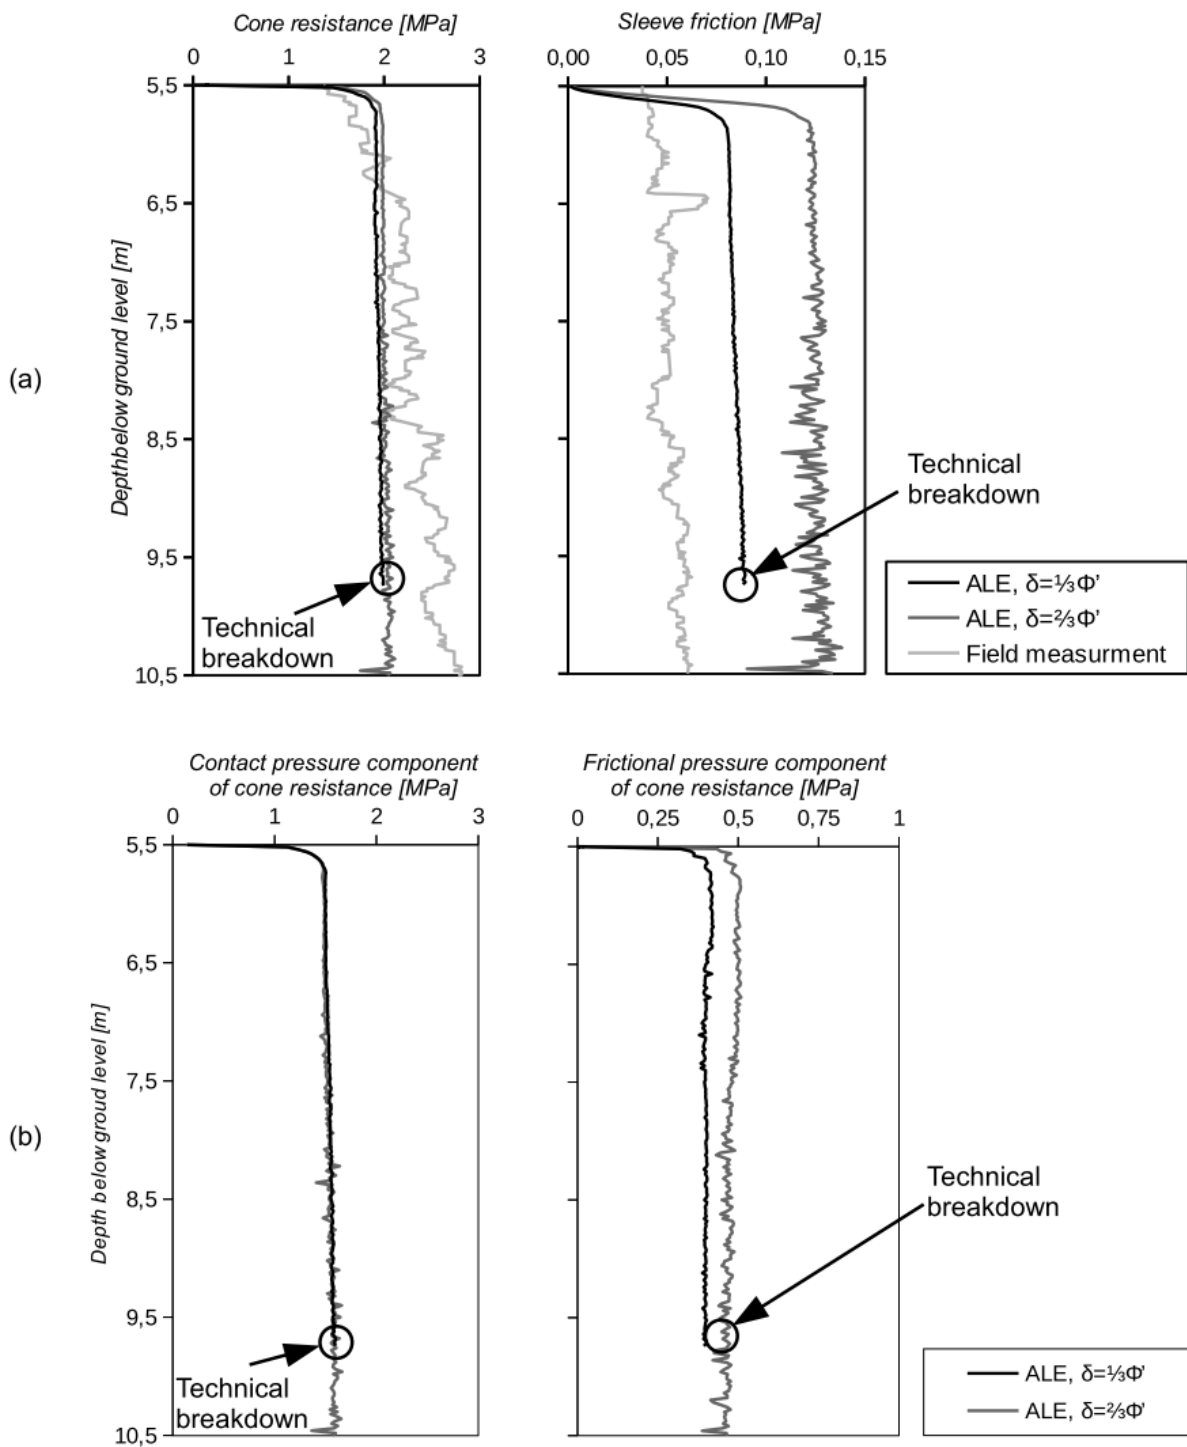 Cone resistance [MPa]
Sleeve friction [MPa]
0 1 2 3
0,00 0,05 0,10 0,15
5,5
6,5
7,5
8,5
9,5
10,5
Depthbelow ground level [m]
(a)
Technical
breakdown
Technical
breakdown
ALE, δ=⅓Φ'
ALE, δ=⅔Φ'
Field measurment
Contact pressure component
of cone resistance [MPa]
Frictional pressure component
of cone resistance [MPa]
0 1 2 3
0 0,25 0,5 0,75 1
5,5
6,5
7,5
8,5
9,5
10,5
Depth below groud level [m]
(b)
Technical
breakdown
Technical
breakdown
ALE, δ=⅓Φ'
ALE, δ=⅔Φ'